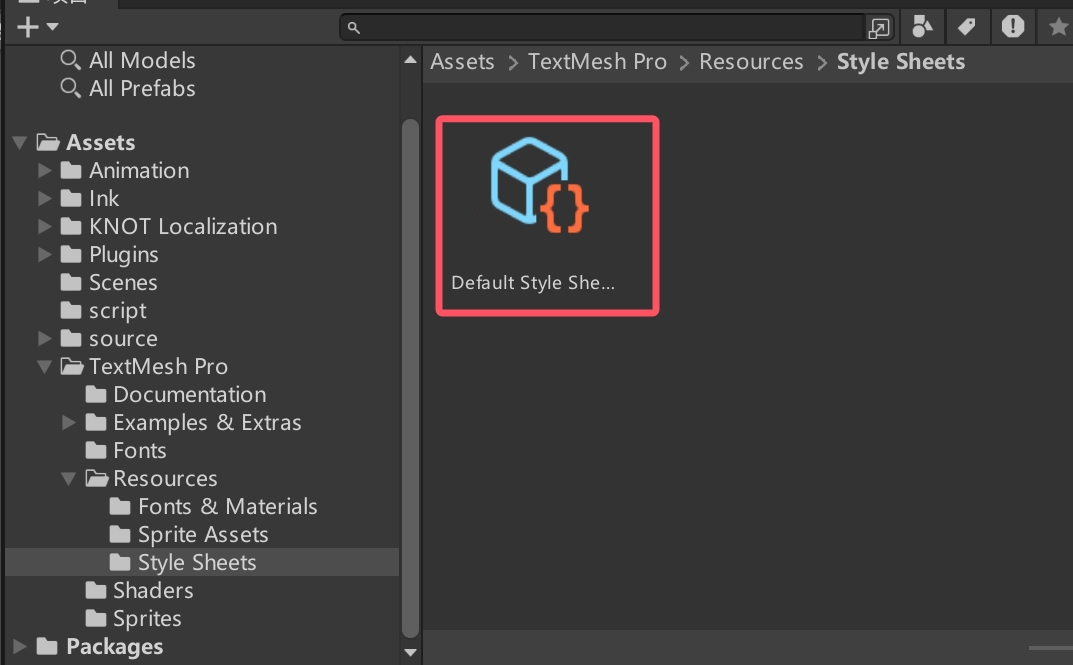 All Models
All Prefabs
Assets
Animation
Ink
KNOT Localization
Plugins
Scenes
script
source
TextMesh Pro
Documentation
Examples & Extras
Fonts
Resources
Fonts & Materials
Sprite Assets
Style Sheets
Shaders
Sprites
Packages
Assets > TextMesh Pro > Resources > Style Sheets
Default Style She...